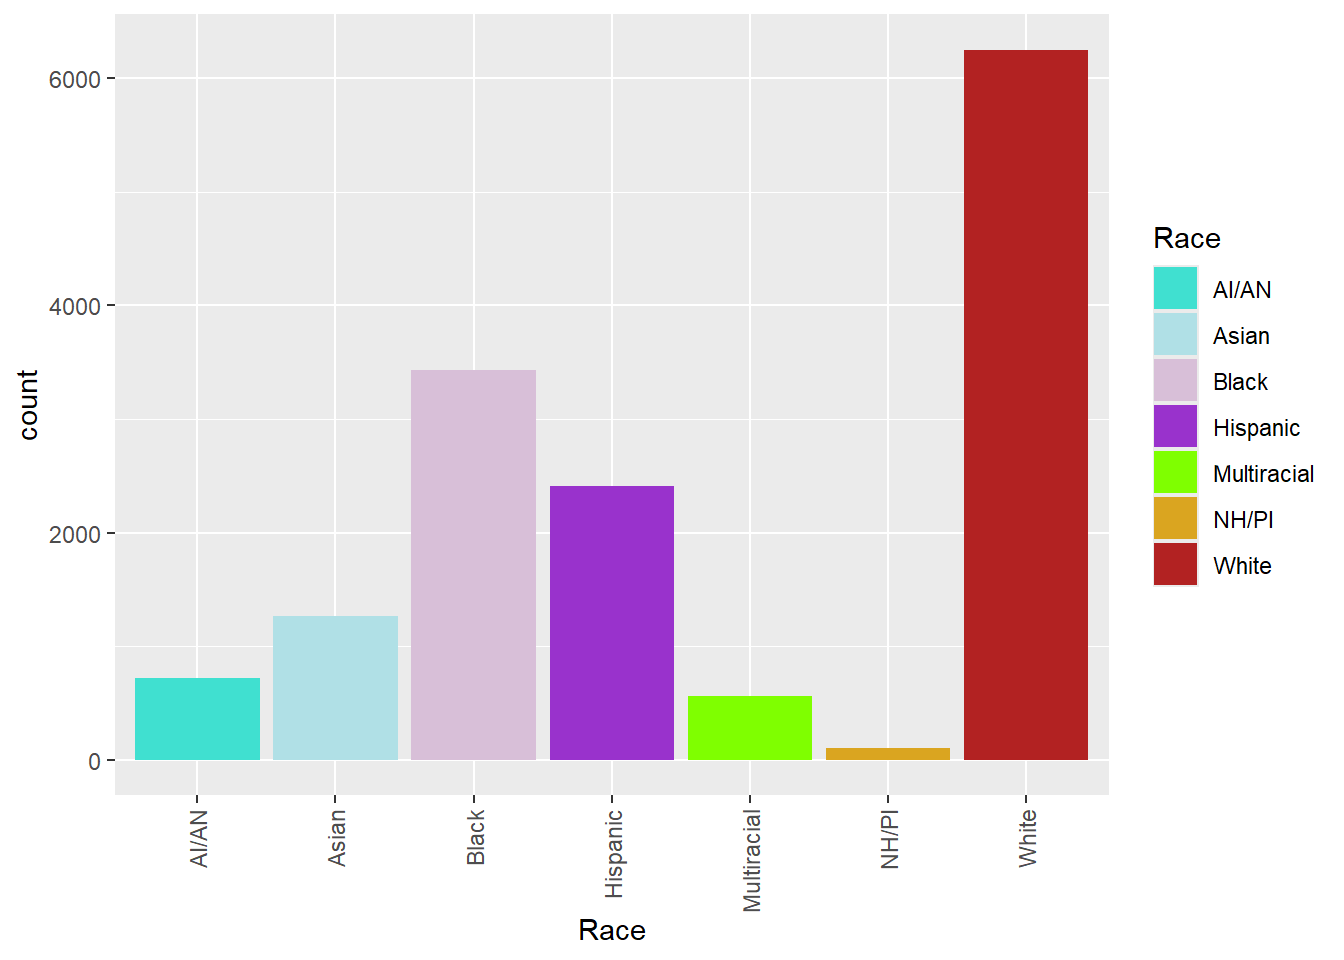 6000
4000
2000
0
count
AI/AN
Asian
Black
Hispanic
Multiracial
NH/PI
White
Race
Race
AI/AN
Asian
Black
Hispanic
Multiracial
NH/PI
White